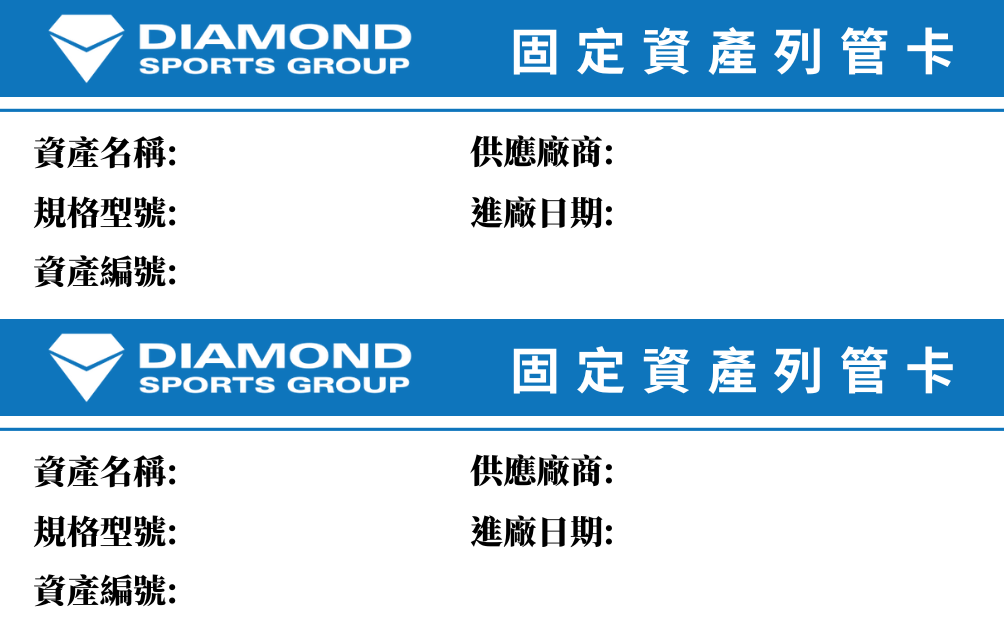 DIAMOND
SPORTS GROUP
固定資產列管卡
資產名稱:
供應廠商:
規格型號:
進廠日期:
資產編號:
DIAMOND
SPORTS GROUP
固定資產列管卡
資產名稱:
供應廠商:
規格型號:
進廠日期:
資產編號: